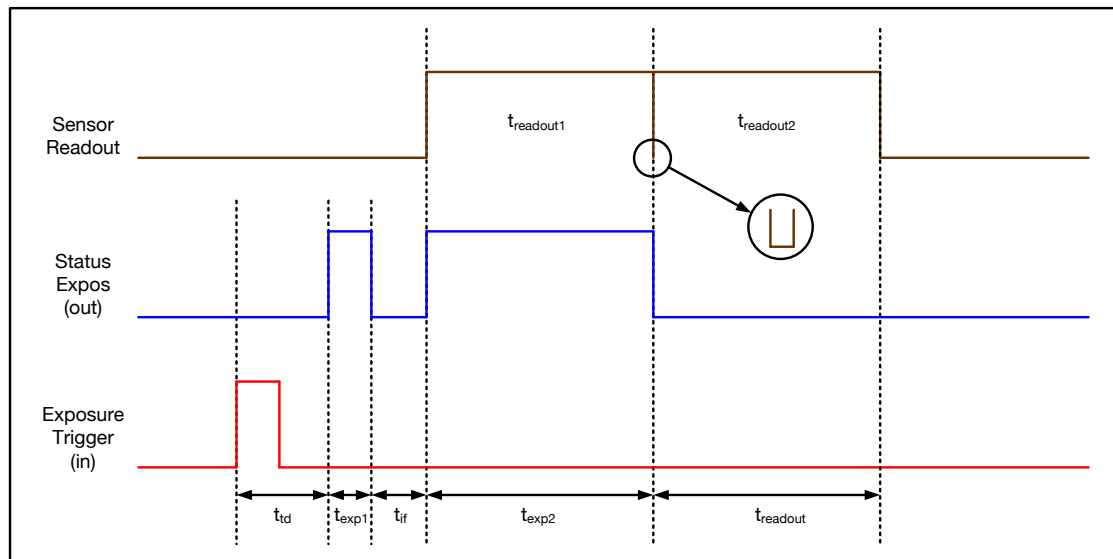 Sensor
Readout
treadout1
treadout2
Status
Expos
(out)
Exposure
Trigger
(in)
ttd
texp1
tif
texp2
treadout